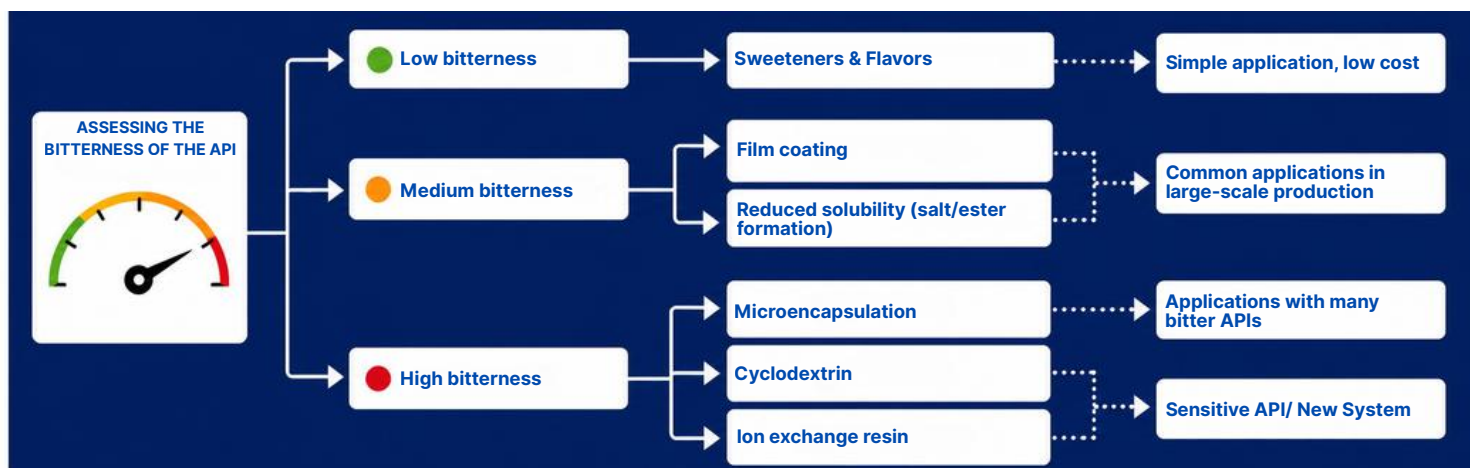 ASSESSING THE
BITTERNESS OF THE API
Low bitterness
Sweeteners & Flavors
Simple application, low cost
Medium bitterness
Film coating
Reduced solubility (salt/ester
formation)
Common applications in
large-scale production
High bitterness
Microencapsulation
Applications with many
bitter APIs
Cyclodextrin
Ion exchange resin
Sensitive API/ New System